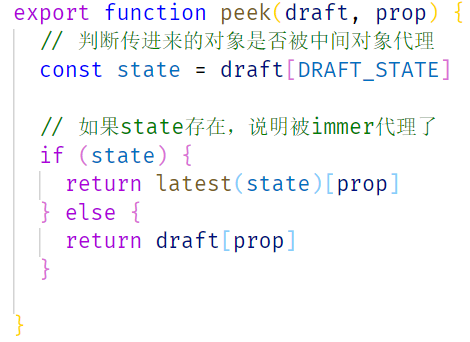 export function peek(draft, prop) {
  // 判断传进来的对象是否被中间对象代理
  const state = draft[DRAFT_STATE]
  // 如果state存在，说明被immer代理了
  if (state) {
    return latest(state)[prop]
  } else {
    return draft[prop]
  }
}